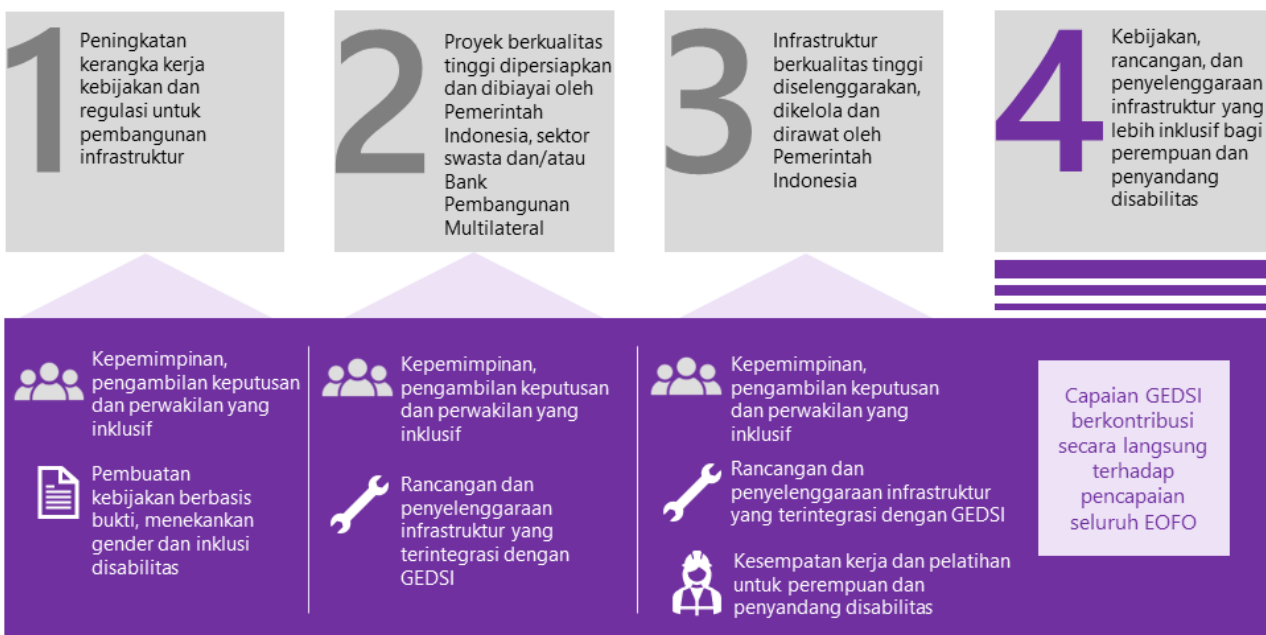 1
Peningkatan
kerangka kerja
kebijakan dan
regulasi untuk
pembangunan
infrastruktur
2
Proyek berkualitas
tinggi dipersiapkan
dan dibiayai oleh
Pemerintah
Indonesia, sektor
swasta dan/atau
Bank
Pembangunan
Multilateral
3
Infrastruktur
berkualitas tinggi
diselenggarakan,
dikelola dan
dirawat oleh
Pemerintah
Indonesia
4
Kebijakan,
rancangan, dan
penyelenggaraan
infrastruktur yang
lebih inklusif bagi
perempuan dan
penyandang
disabilitas
Kepemimpinan,
pengambilan keputusan
dan perwakilan yang
inklusif
Pembuatan
kebijakan berbasis
bukti, menekankan
gender dan inklusi
disabilitas
Kepemimpinan,
pengambilan keputusan
dan perwakilan yang
inklusif
Rancangan dan
penyelenggaraan
infrastruktur yang
terintegrasi dengan
GEDSI
Kepemimpinan,
pengambilan keputusan
dan perwakilan yang
inklusif
Rancangan dan
penyelenggaraan infrastruktur
yang terintegrasi dengan GEDSI
Kesempatan kerja dan pelatihan
untuk perempuan dan
penyandang disabilitas
Capaian GEDSI
berkontribusi
secara langsung
terhadap
pencapaian
seluruh EOFO